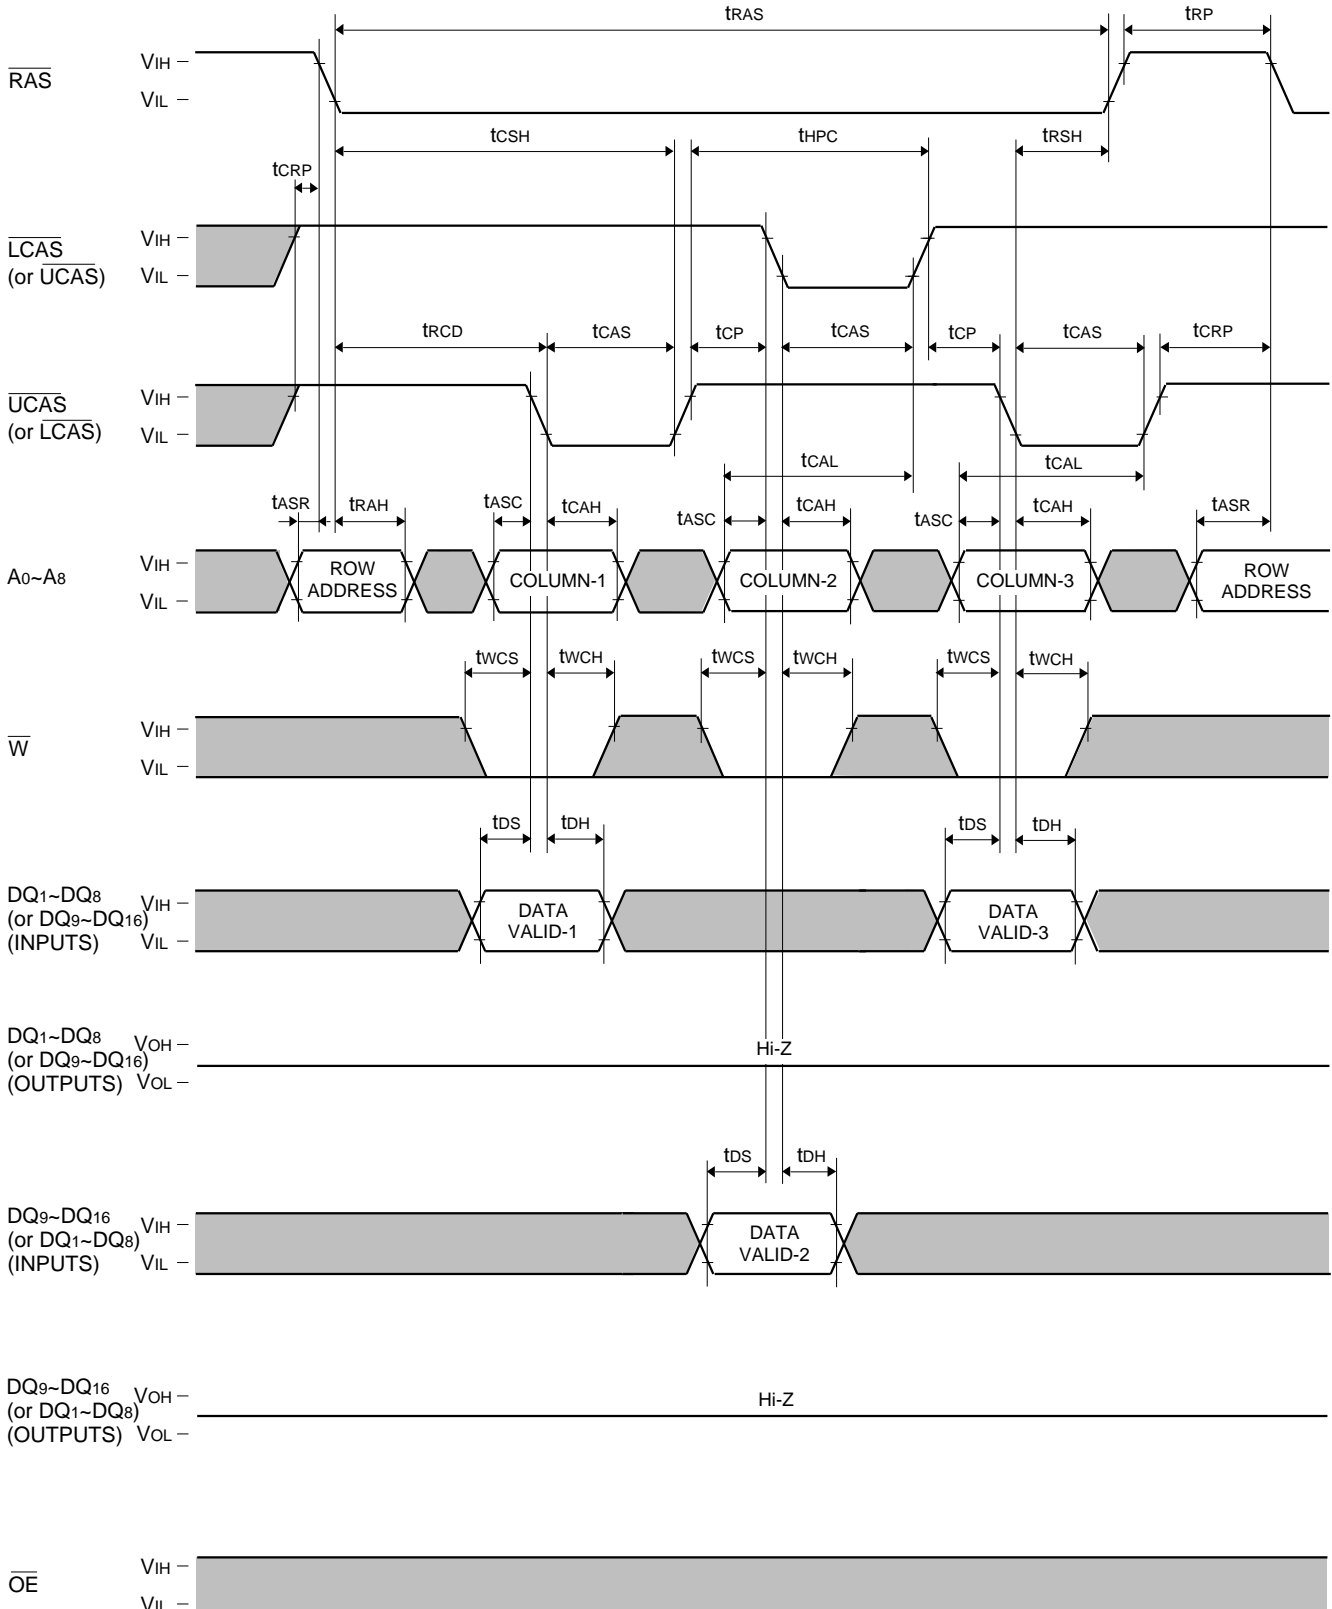 tRAS tRP
RAS VIH
VIL
tCSH tHPC tRSH
tCRP
LCAS
(or UCAS) VIH
VIL
tRCD tCAS tCP tCAS tCP tCAS tCRP
UCAS
(or LCAS) VIH
VIL
tCAL tCAL
tASR tRAH tASC tCAH tASC tCAH tASC tCAH tASR
A0~A8 VIH
VIL
ROW
ADDRESS
COLUMN-1
COLUMN-2
COLUMN-3
ROW
ADDRESS
tWCS tWCH tWCS tWCH tWCS tWCH
W VIH
VIL
tDS tDH tDS tDH
DQ1~DQ8
(or DQ9~DQ16)
(INPUTS)
VIH
VIL
DATA
VALID-1
DATA
VALID-3
DQ1~DQ8
(or DQ9~DQ16)
(OUTPUTS)
VOH
VOL
Hi-Z
tDS tDH
DQ9~DQ16
(or DQ1~DQ8)
(INPUTS)
VIH
VIL
DATA
VALID-2
DQ9~DQ16
(or DQ1~DQ8)
(OUTPUTS)
VOH
VOL
Hi-Z
OE VIH
VIL